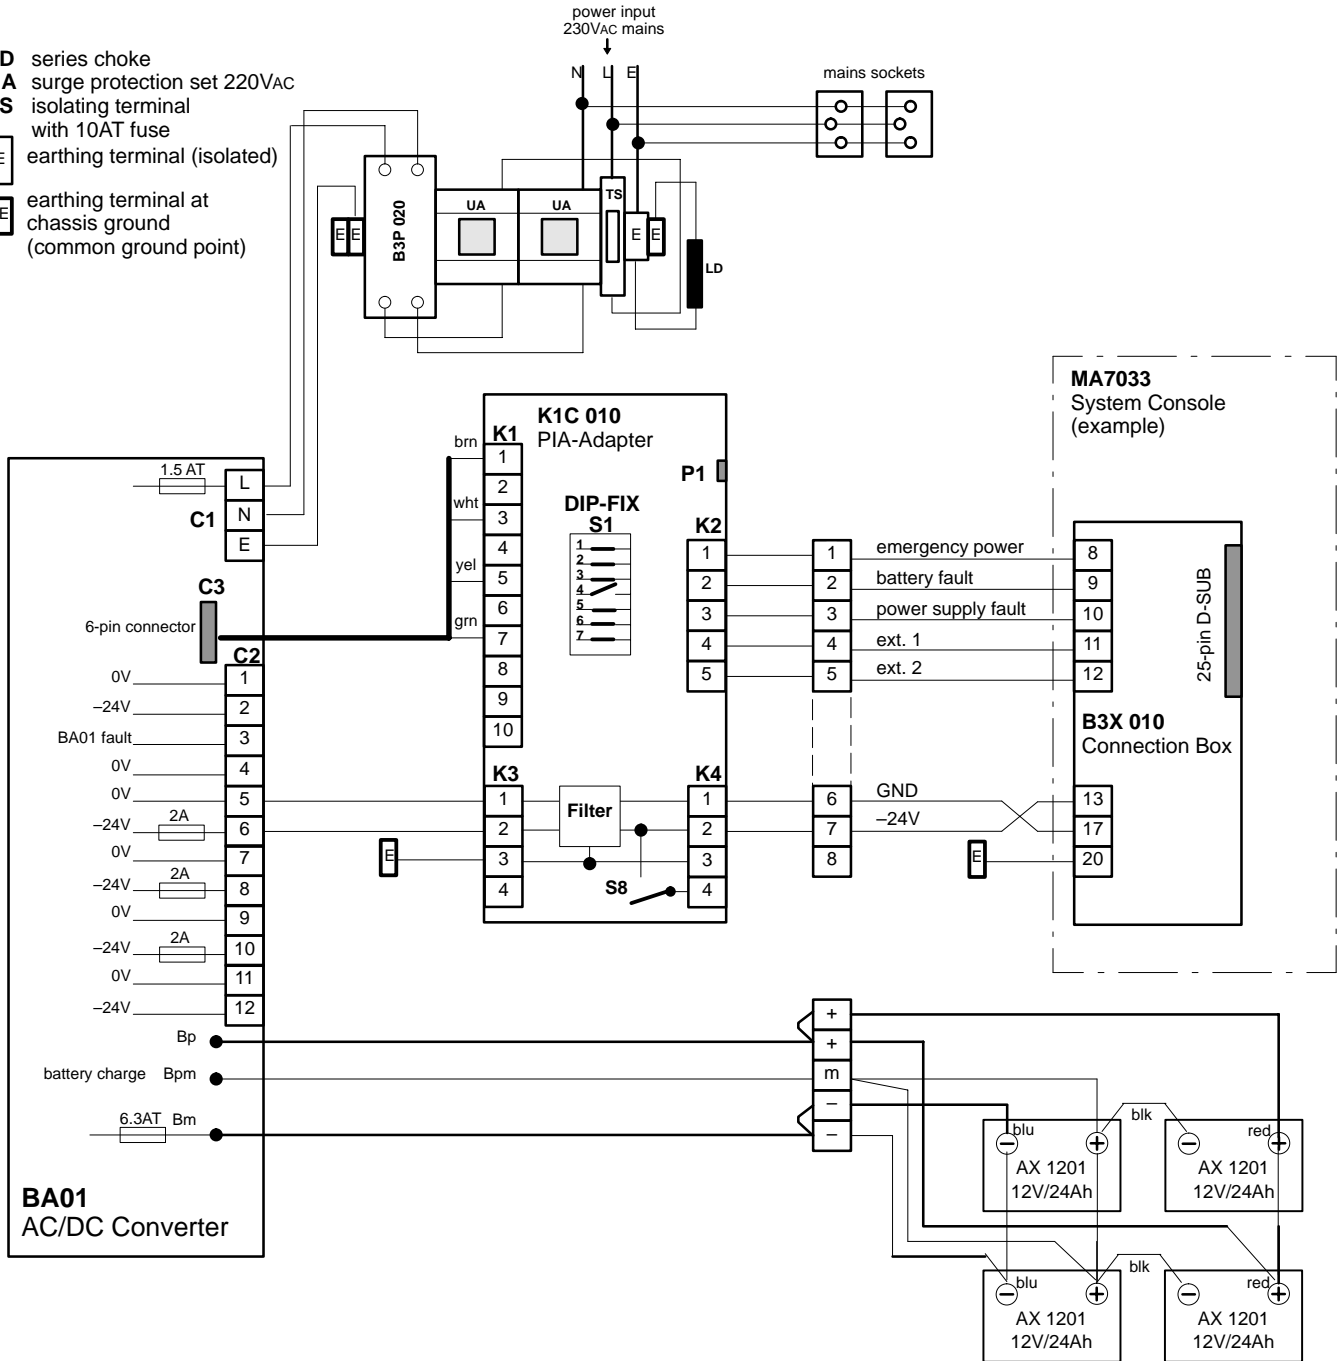 power input
230VAC mains
N L E
mains sockets
D series choke
A surge protection set 220VAC
S isolating terminal
with 10AT fuse
E earthing terminal (isolated)
E earthing terminal at
chassis ground
(common ground point)
B3P 020
UA
UA
TS
E E
E E
LD
MA7033
System Console
(example)
K1C 010
PIA-Adapter
K1
brn 1
2
wht 3
4
yel 5
6
grn 7
8
9
10
P1
DIP-FIX
S1
1
2
3
4
5
6
7
K2
1
2
3
4
5
1 emergency power 8
2 battery fault 9
3 power supply fault 10
4 ext. 1 11
5 ext. 2 12
25-pin D-SUB
B3X 010
Connection Box
1.5 AT L
C1 N
E
C3
6-pin connector
C2
0V 1
–24V 2
BA01 fault 3
0V 4
0V 5
–24V 2A 6
0V 7
–24V 2A 8
0V 9
–24V 2A 10
0V 11
–24V 12
K3
1
2
3
4
E
Filter
S8
K4
1
2
3
4
6 GND 13
7 –24V 17
8 E 20
Bp
battery charge Bpm
6.3AT Bm
BA01
AC/DC Converter
+
+
m
–
–
blu – + blk – red +
AX 1201
12V/24Ah
AX 1201
12V/24Ah
blu – + blk – red +
AX 1201
12V/24Ah
AX 1201
12V/24Ah